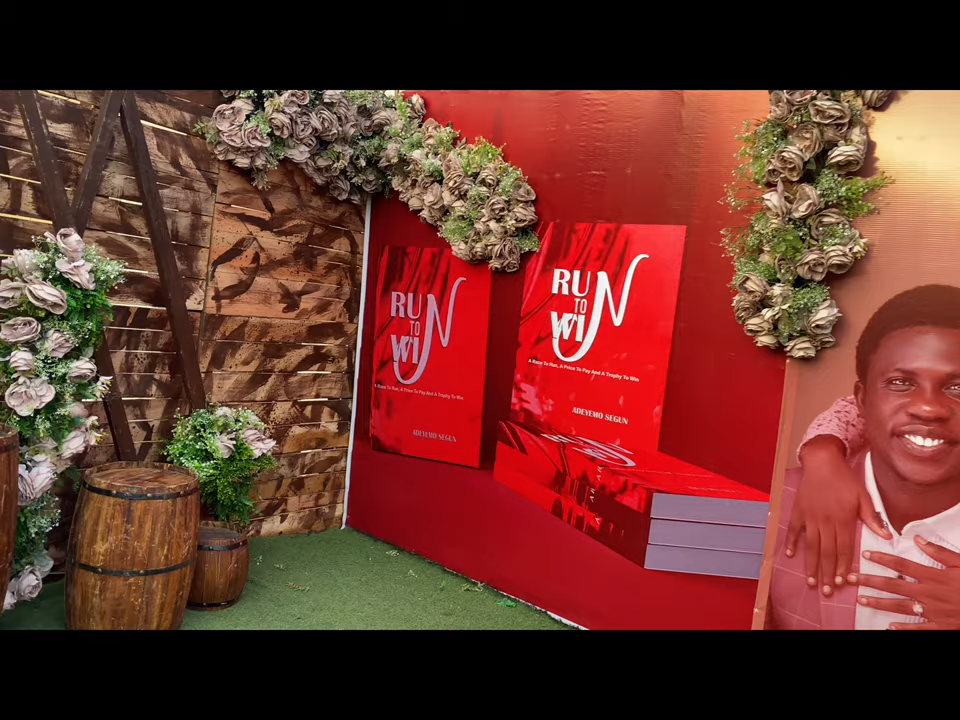 RUN
TO
WIN
A Race To Run, A Price To Pay And A Trophy To Win
ADEYEMO SEGUN
RUN
TO
WIN
A Race To Run, A Price To Pay And A Trophy To Win
ADEYEMO SEGUN